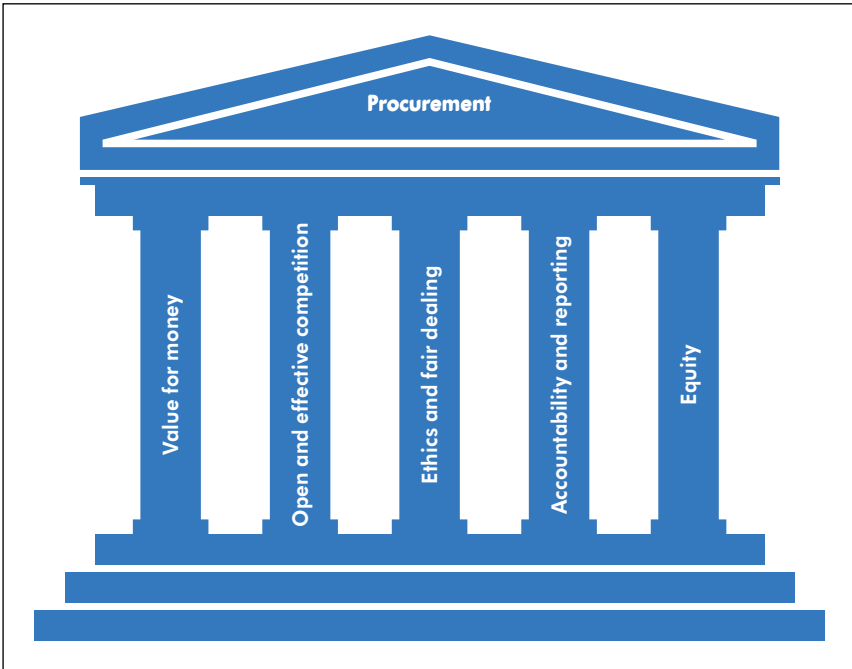 Procurement
Value for money
Open and effective competition
Ethics and fair dealing
Accountability and reporting
Equity